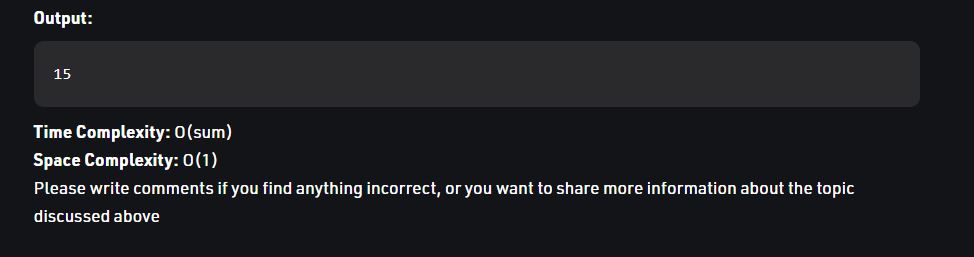 Output:
15
Time Complexity: O(sum)
Space Complexity: O(1)
Please write comments if you find anything incorrect, or you want to share more information about the topic
discussed above